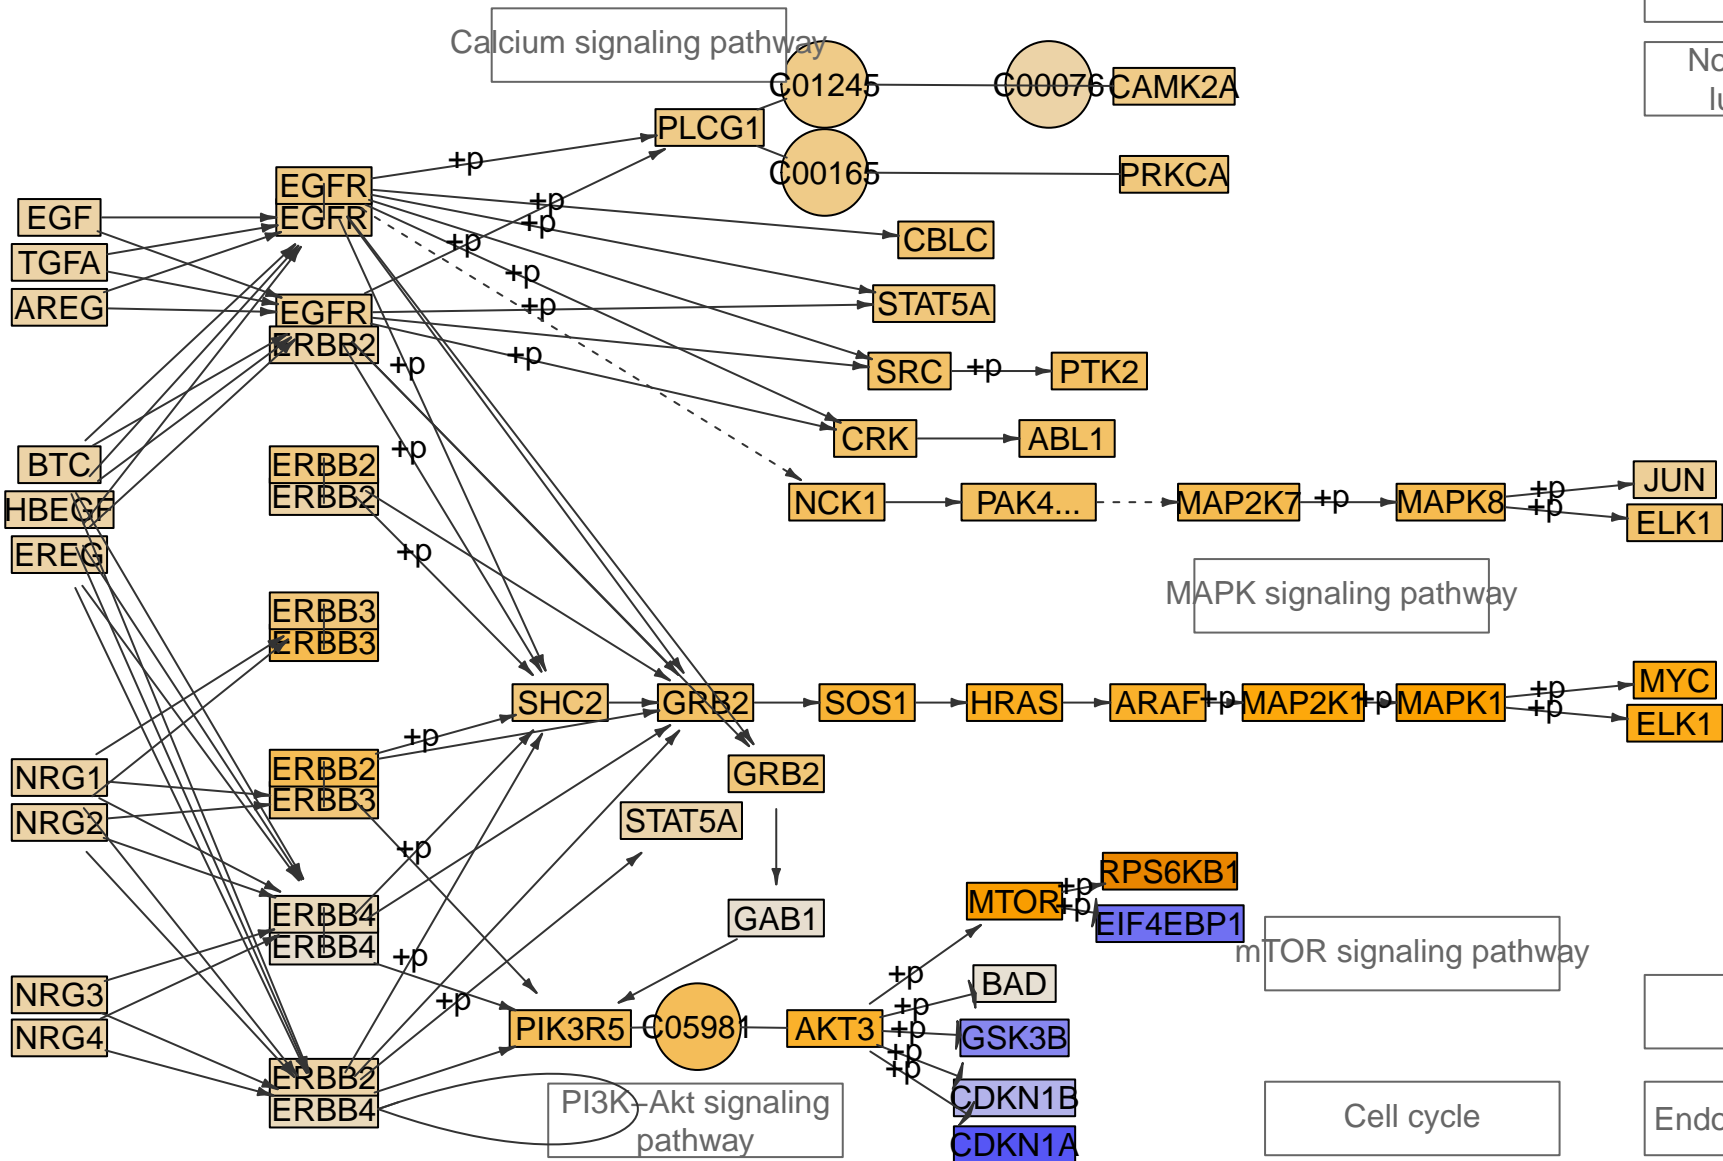 Calcium signaling pathway
C01245
C00076
CAMK2A
No
lu
PLCG1
+p
C00165
PRKCA
EGFR
EGFR
EGF
+p
+p
CBLC
TGFA
+p
+p
AREG
EGFR
+p
STAT5A
ERBB2
+p
+p
SRC
+p
PTK2
CRK
ABL1
BTC
ERBB2
+p
ERBB2
HBEGF
NCK1
PAK4...
MAP2K7
+p
MAPK8
+p
+p
JUN
ELK1
EREG
+p
MAPK signaling pathway
ERBB3
ERBB3
SHC2
GRB2
SOS1
HRAS
ARAF
+p
MAP2K1
+p
MAPK1
+p
+p
MYC
ELK1
+p
NRG1
ERBB2
ERBB3
GRB2
NRG2
STAT5A
+p
MTOR
+p
+p
RPS6KB1
EIF4EBP1
ERBB4
ERBB4
GAB1
mTOR signaling pathway
+p
+p
BAD
NRG3
+p
+p
NRG4
PIK3R5
C05981
AKT3
+p
GSK3B
+p
+p
ERBB2
ERBB4
PI3K-Akt signaling
pathway
CDKN1B
CDKN1A
Cell cycle
Endo